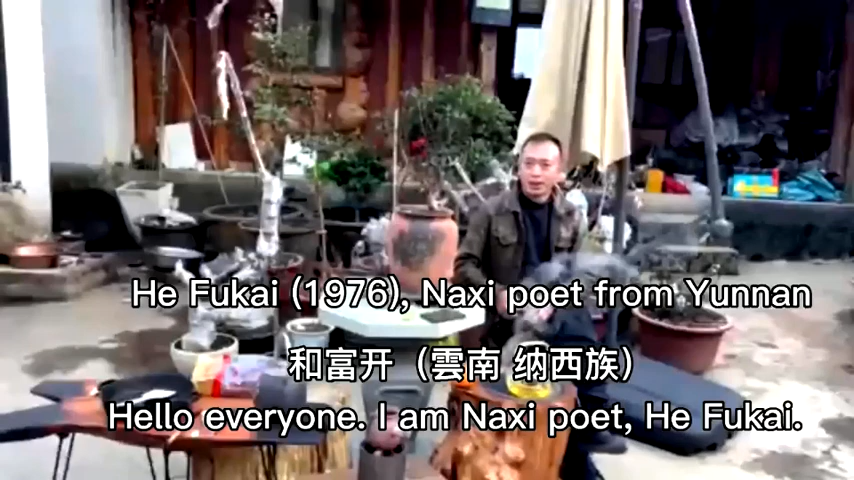 He Fukai (1976), Naxi poet from Yunnan
和富开（雲南 纳西族）
Hello everyone. I am Naxi poet, He Fukai.